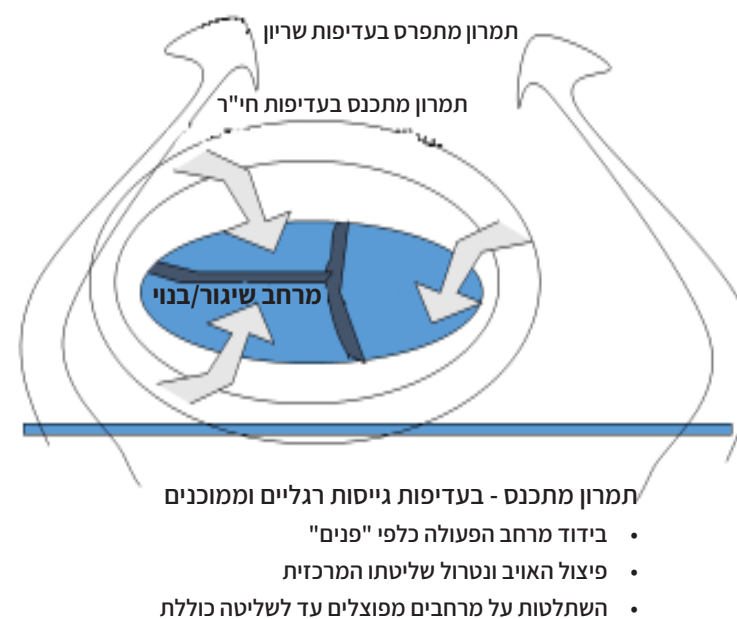 תמרון מתפרס בעדיפות שריון
תמרון מתכנס בעדיפות חי"ר
מרחב שיגור/בנוי
תמרון מתכנס - בעדיפות גייסות רגליים וממוכנים
• בידוד מרחב הפעולה כלפי "פנים"
• פיצול האויב ונטרול שליטתו המרכזית
• השתלטות על מרחבים מפוצלים עד לשליטה כוללת